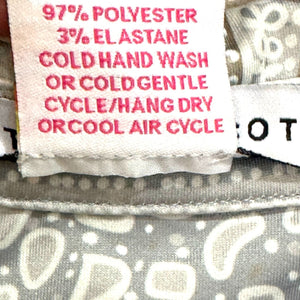 97% POLYESTER
3% ELASTANE
COLD HAND WASH
OR COLD GENTLE
CYCLE/HANG DRY
OR COOL AIR CYCLE